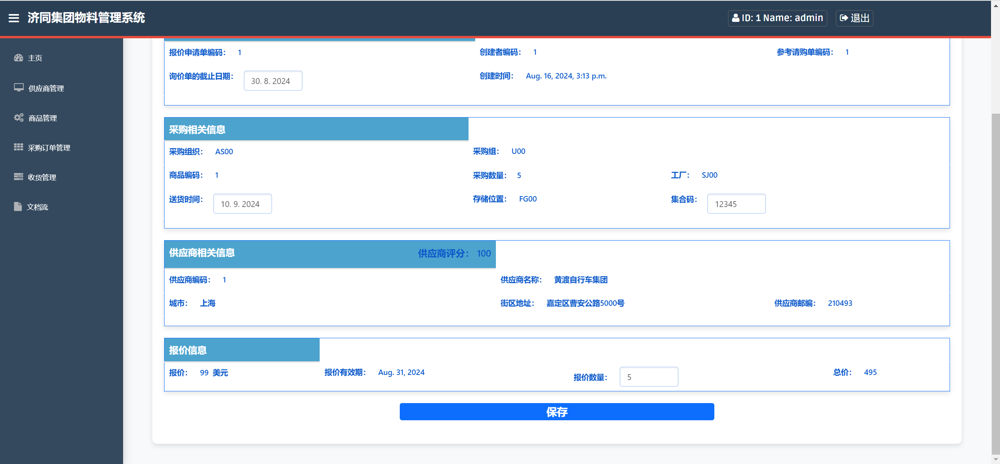 济同集团物料管理系统
ID: 1 Name: admin
退出
主页
供应商管理
商品管理
采购订单管理
收货管理
文档流
报价申请单编码： 1 创建者编码： 1 参考请购单编码： 1
询价单的截止日期： 30. 8. 2024 创建时间： Aug. 16, 2024, 3:13 p.m.
采购相关信息
采购组织： AS00 采购组： U00
商品编码： 1 采购数量： 5 工厂： SJ00
送货时间： 10. 9. 2024 存储位置： FG00 集合码： 12345
供应商相关信息 供应商评分： 100
供应商编码： 1 供应商名称： 黄渡自行车集团
城市： 上海 街区地址： 嘉定区曹安公路5000号 供应商邮编： 210493
报价信息
报价： 99 美元 报价有效期： Aug. 31, 2024 报价数量： 5 总价： 495
保存